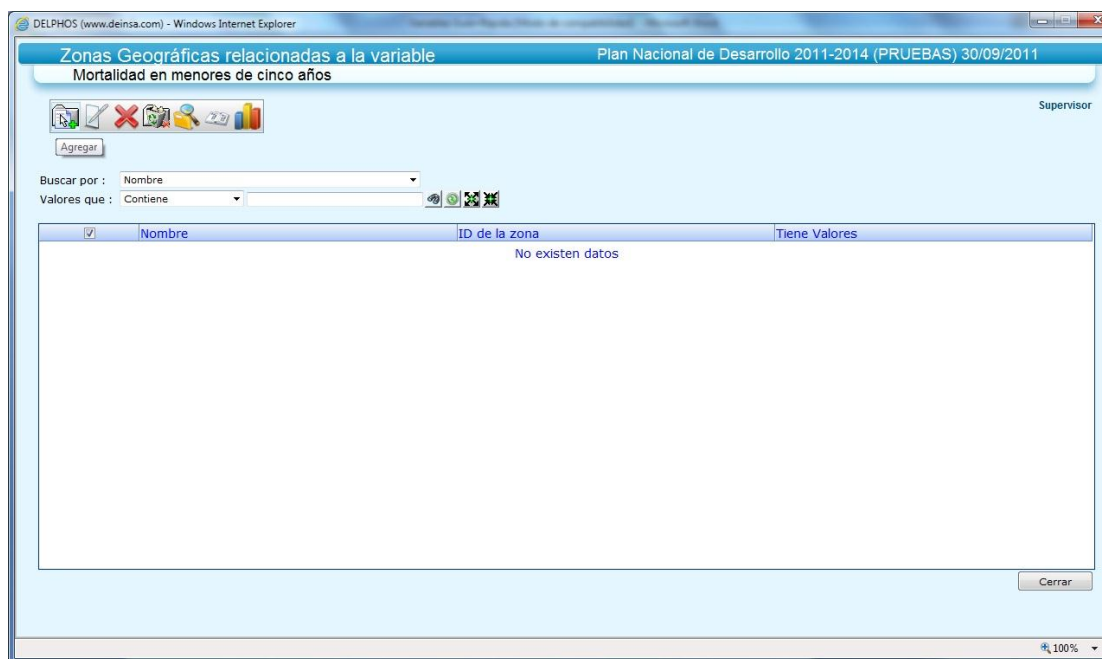 DELPHOS (www.deinsa.com) - Windows Internet Explorer
Zonas Geográficas relacionadas a la variable
Plan Nacional de Desarrollo 2011-2014 (PRUEBAS) 30/09/2011
Mortalidad en menores de cinco años
Supervisor
Agregar
Buscar por : Nombre
Valores que : Contiene
Nombre ID de la zona Tiene Valores
No existen datos
Cerrar
100%